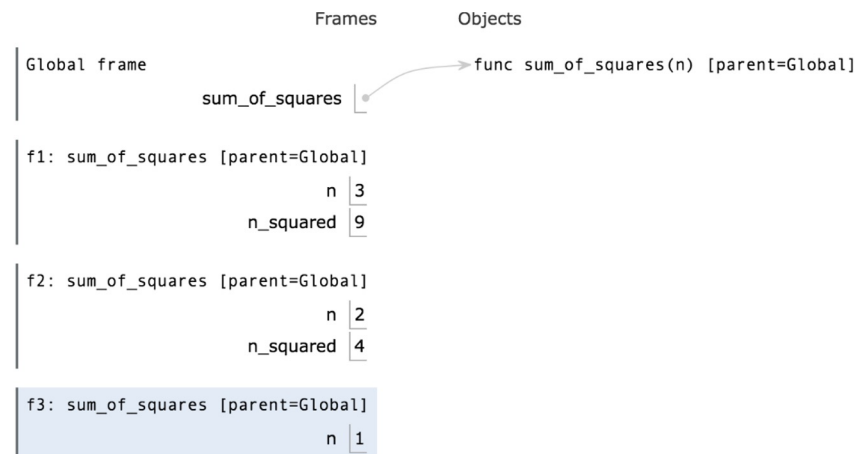 Frames Objects
Global frame func sum_of_squares(n) [parent=Global]
sum_of_squares
f1: sum_of_squares [parent=Global]
n 3
n_squared 9
f2: sum_of_squares [parent=Global]
n 2
n_squared 4
f3: sum_of_squares [parent=Global]
n 1